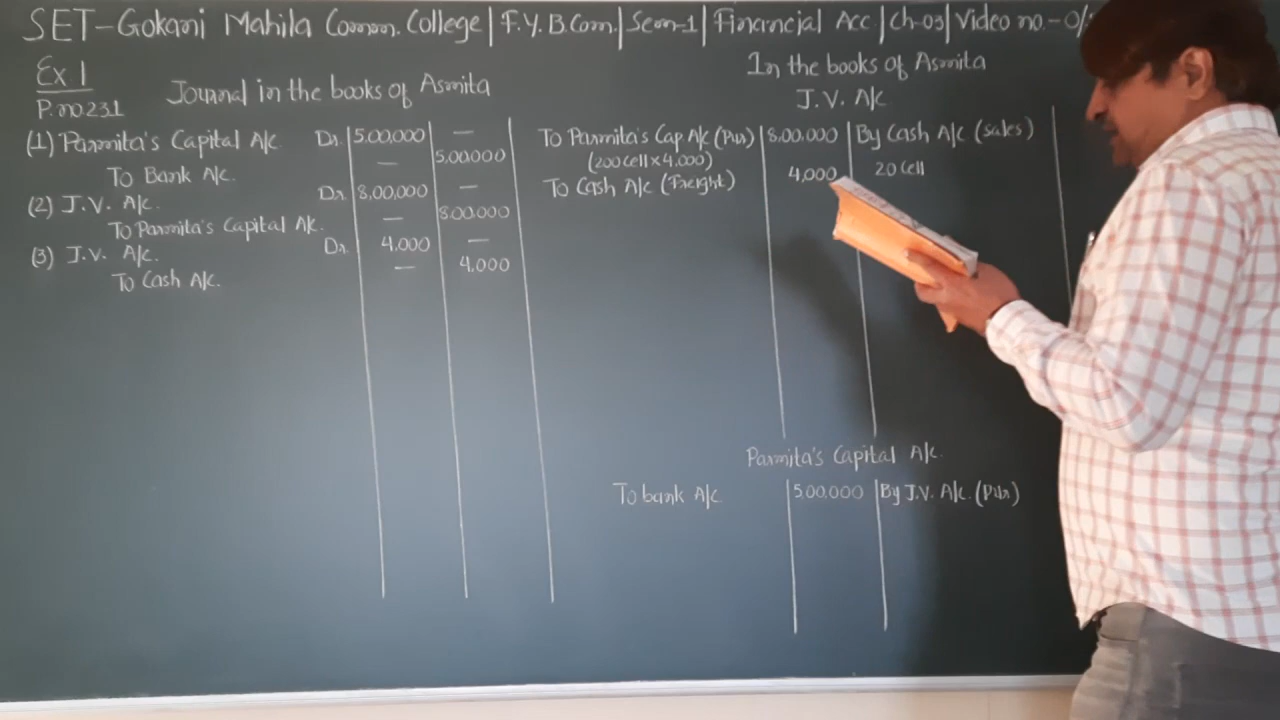 SET-Gokani Mahila Comm. College | F.Y.B.Com. | Sem-1 | Financial Acc | Ch-03 | Video no.-01
Ex 1
P.no 231
Journal in the books of Asmita
(1) Parmita's Capital A/c Dr. 5,00,000 —
To Bank A/c. — 5,00,000
(2) J.V. A/c. Dr. 8,00,000 —
To Parmita's Capital A/c. — 8,00,000
(3) J.V. A/c. Dr. 4,000 —
To Cash A/c. — 4,000
In the books of Asmita
J.V. A/c
To Parmita's Cap. A/c (Pur) 8,00,000 By Cash A/c (sales)
(200 cell x 4,000)
20 cell
To Cash A/c (Freight) 4,000
Parmita's Capital A/c.
To bank A/c 5,00,000 By J.V. A/c. (Pur)